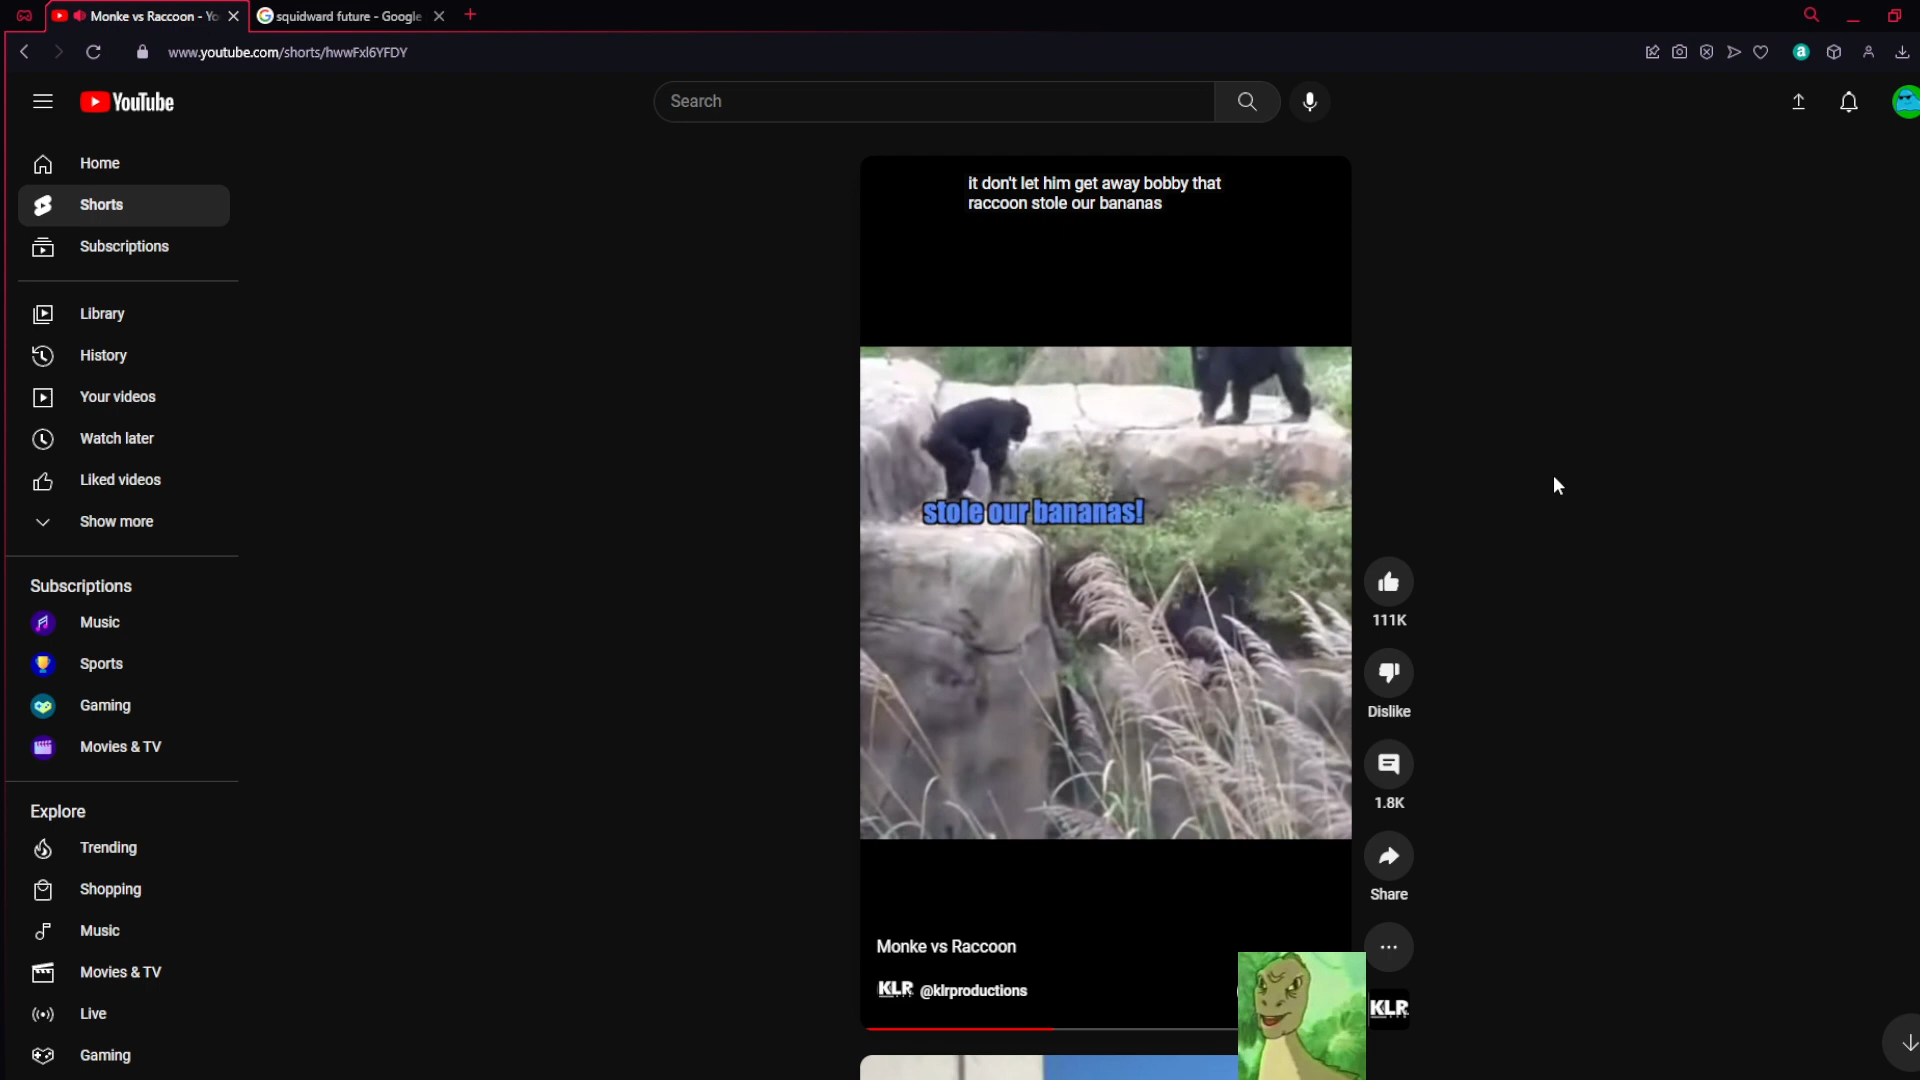 Monke vs Raccoon - Yo
squidward future - Google
www.youtube.com/shorts/hwwFxl6YFDY
YouTube
Search
Home
Shorts
Subscriptions
Library
History
Your videos
Watch later
Liked videos
Show more
Subscriptions
Music
Sports
Gaming
Movies & TV
Explore
Trending
Shopping
Music
Movies & TV
Live
Gaming
it don't let him get away bobby that
raccoon stole our bananas
stole our bananas!
111K
Dislike
1.8K
Share
Monke vs Raccoon
KLR @klrproductions
KLR
a